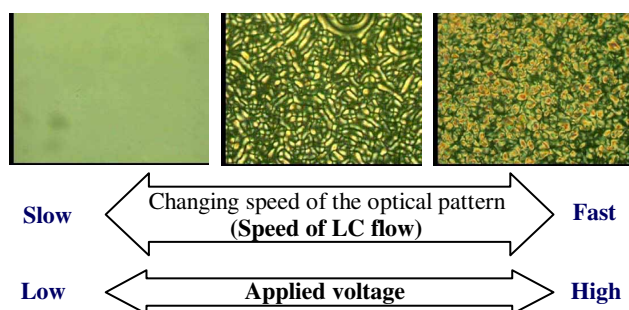 Changing speed of the optical pattern
Slow (Speed of LC flow) Fast
Low Applied voltage High